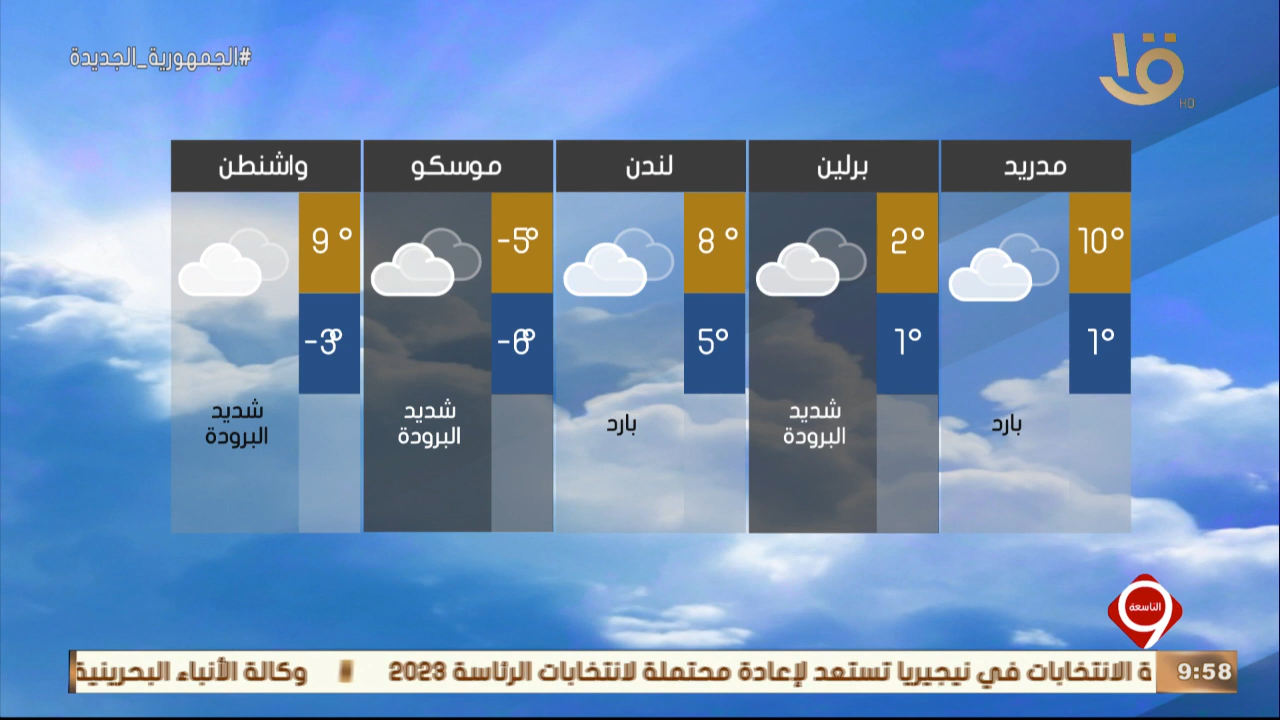 #الجمهورية_الجديدة
HD
مدريد
10°
1°
بارد
برلين
2°
1°
شديد
البرودة
لندن
8°
5°
بارد
موسكو
-5°
-6°
شديد
البرودة
واشنطن
9°
-3°
شديد
البرودة
التاسعة
9
9:58
ة الانتخابات في نيجيريا تستعد لإعادة محتملة لانتخابات الرئاسة 2023 وكالة الأنباء البحرينية